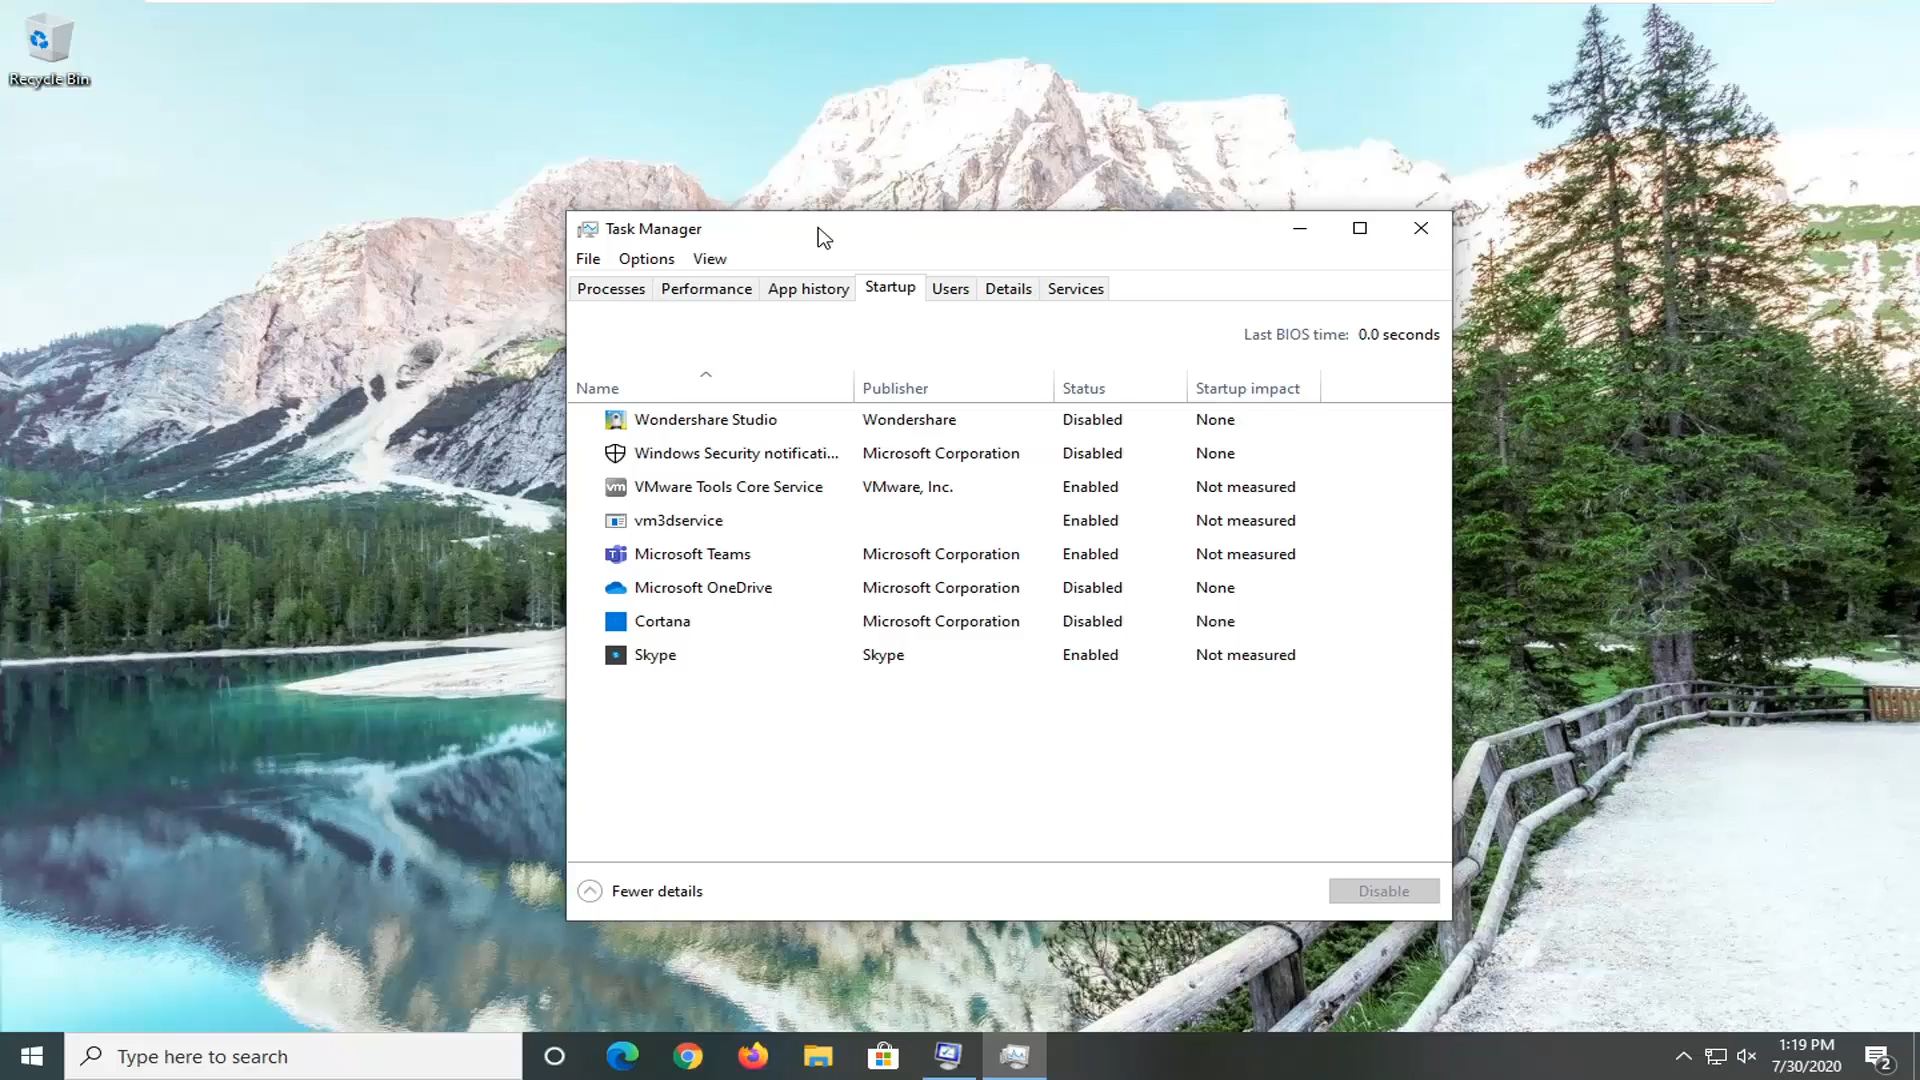 Recycle Bin
Task Manager
File Options View
Processes Performance App history Startup Users Details Services
Last BIOS time: 0.0 seconds
Name Publisher Status Startup impact
Wondershare Studio Wondershare Disabled None
Windows Security notificati... Microsoft Corporation Disabled None
vm VMware Tools Core Service VMware, Inc. Enabled Not measured
vm3dservice Enabled Not measured
Microsoft Teams Microsoft Corporation Enabled Not measured
Microsoft OneDrive Microsoft Corporation Disabled None
Cortana Microsoft Corporation Disabled None
Skype Skype Enabled Not measured
Fewer details Disable
Type here to search
1:19 PM
7/30/2020
2